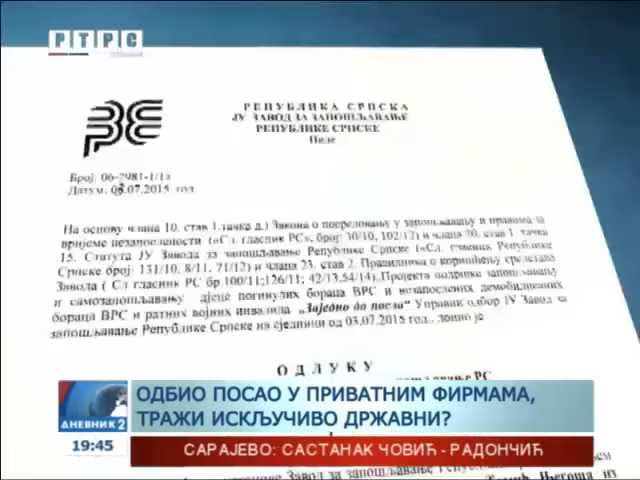 РТРС
РЕПУБЛИКА СРПСКА
ЈУ ЗАВОД ЗА ЗАПОШЉАВАЊЕ
РЕПУБЛИКЕ СРПСКЕ
Пале
Број: 06-2981-1/15
Датум: 03.07.2015 год.
На основу члана 10. став 1.тачка д.) Закона о посредовању у запошљавању и правима за
вријеме незапослености («Сл. гласник РС», број: 30/10, 102/12) и члана 20. став 1. тачка
15. Статута ЈУ Завода за запошљавање Републике Српске («Сл. гласник Републике
Српске број: 131/10, 8/11, 71/12) и члана 23. став 2. Правилника о коришћењу средстава
Завода ( Сл гласник РС бр 100/11;126/11; 42/13,54/14),Пројекта подршке запошљавању
и самозапошљавању дјеце погинулих бораца ВРС и незапослених демобилисаних
бораца ВРС и ратних војних инвалида „Заједно до посла" Управни одбор ЈУ Завод за
запошљавање Републике Српске на сједници од 03.07.2015 год., донио је
ОДЛУКУ
РС
ОДБИО ПОСАО У ПРИВАТНИМ ФИРМАМА,
ТРАЖИ ИСКЉУЧИВО ДРЖАВНИ?
ДНЕВНИК 2
19:45
САРАЈЕВО: САСТАНАК ЧОВИЋ - РАДОНЧИЋ
Завод за запошљавање
Његоша, из